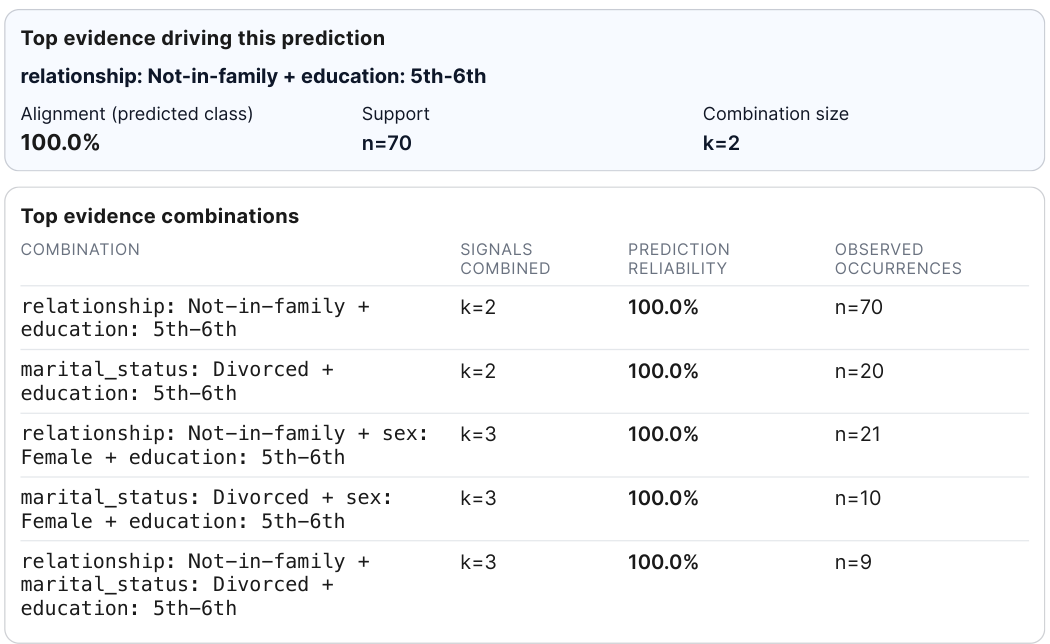 Top evidence driving this prediction
relationship: Not-in-family + education: 5th-6th
Alignment (predicted class) Support Combination size
100.0% n=70 k=2
Top evidence combinations
COMBINATION SIGNALS COMBINED PREDICTION RELIABILITY OBSERVED OCCURRENCES
relationship: Not-in-family + k=2 100.0% n=70
education: 5th-6th
marital_status: Divorced + k=2 100.0% n=20
education: 5th-6th
relationship: Not-in-family + sex: k=3 100.0% n=21
Female + education: 5th-6th
marital_status: Divorced + sex: k=3 100.0% n=10
Female + education: 5th-6th
relationship: Not-in-family + k=3 100.0% n=9
marital_status: Divorced +
education: 5th-6th